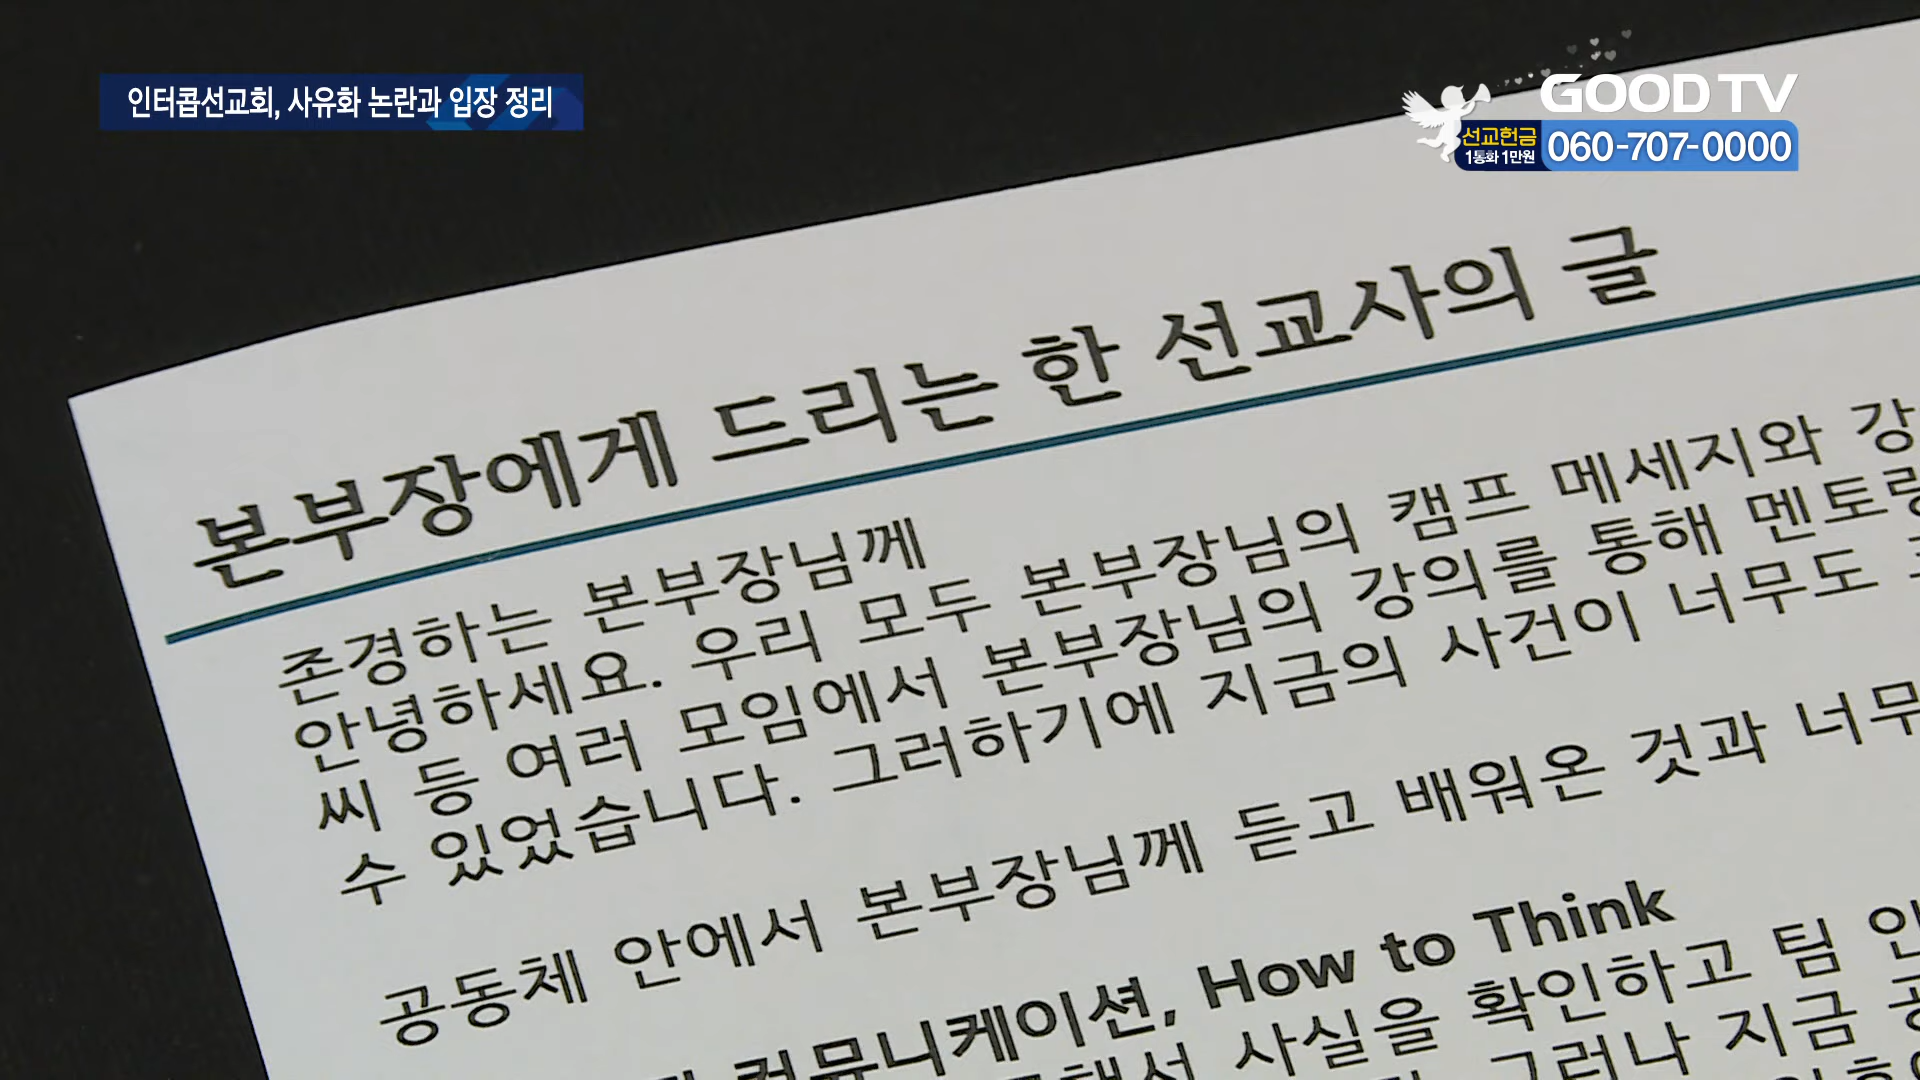 인터콥선교회, 사유화 논란과 입장 정리
GOOD TV
선교헌금
1통화 1만원
060-707-0000
본부장에게 드리는 한 선교사의 글
존경하는 본부장님께
안녕하세요. 우리 모두 본부장님의 캠프 메세지와 강
씨 등 여러 모임에서 본부장님의 강의를 통해 멘토링
수 있었습니다. 그러하기에 지금의 사건이 너무도
공동체 안에서 본부장님께 듣고 배워온 것과 너무
커뮤니케이션, How to Think
사실을 확인하고 팀 안
그러나 지금 공